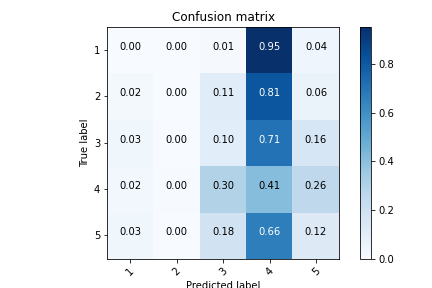 Confusion matrix
1 0.00 0.00 0.01 0.95 0.04
2 0.02 0.00 0.11 0.81 0.06
3 0.03 0.00 0.10 0.71 0.16
4 0.02 0.00 0.30 0.41 0.26
5 0.03 0.00 0.18 0.66 0.12
1 2 3 4 5
True label
Predicted label
0.8
0.6
0.4
0.2
0.0